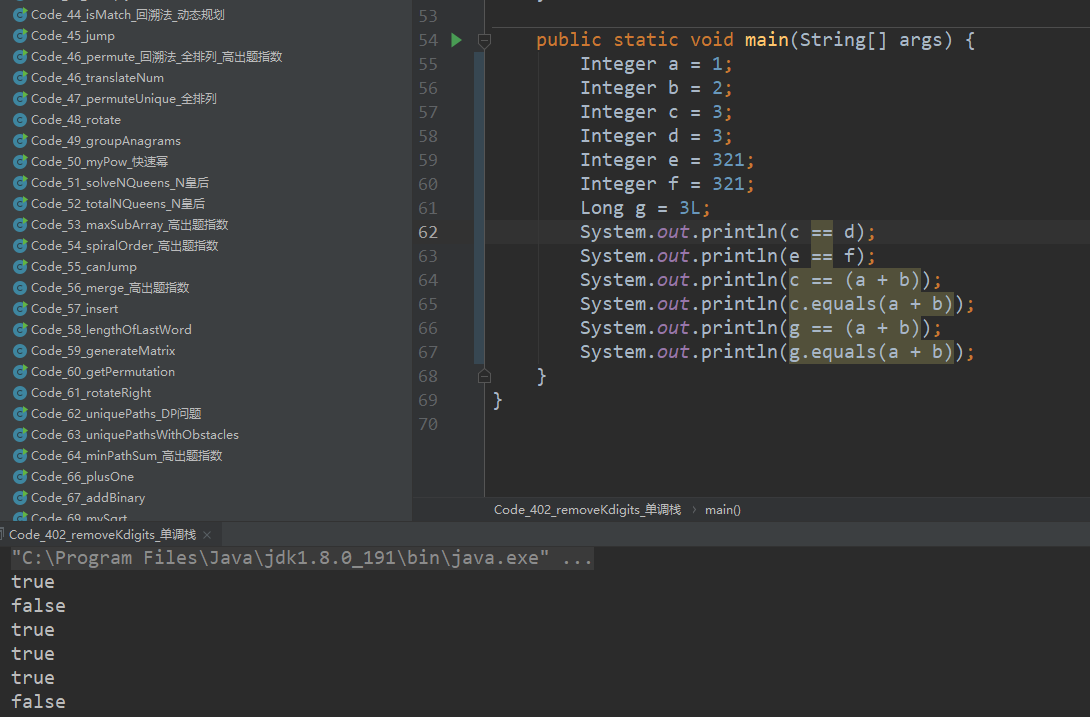 Code_44_isMatch_回溯法_动态规划
Code_45_jump
Code_46_permute_回溯法_全排列_高出题指数
Code_46_translateNum
Code_47_permuteUnique_全排列
Code_48_rotate
Code_49_groupAnagrams
Code_50_myPow_快速幂
Code_51_solveNQueens_N皇后
Code_52_totalNQueens_N皇后
Code_53_maxSubArray_高出题指数
Code_54_spiralOrder_高出题指数
Code_55_canJump
Code_56_merge_高出题指数
Code_57_insert
Code_58_lengthOfLastWord
Code_59_generateMatrix
Code_60_getPermutation
Code_61_rotateRight
Code_62_uniquePaths_DP问题
Code_63_uniquePathsWithObstacles
Code_64_minPathSum_高出题指数
Code_66_plusOne
Code_67_addBinary
Code_69_mySqrt
53
54 public static void main(String[] args) {
55 Integer a = 1;
56 Integer b = 2;
57 Integer c = 3;
58 Integer d = 3;
59 Integer e = 321;
60 Integer f = 321;
61 Long g = 3L;
62 System.out.println(c == d);
63 System.out.println(e == f);
64 System.out.println(c == (a + b));
65 System.out.println(c.equals(a + b));
66 System.out.println(g == (a + b));
67 System.out.println(g.equals(a + b));
68 }
69 }
70
Code_402_removeKdigits_单调栈 › main()
Code_402_removeKdigits_单调栈 ×
"C:\Program Files\Java\jdk1.8.0_191\bin\java.exe" ...
true
false
true
true
true
false